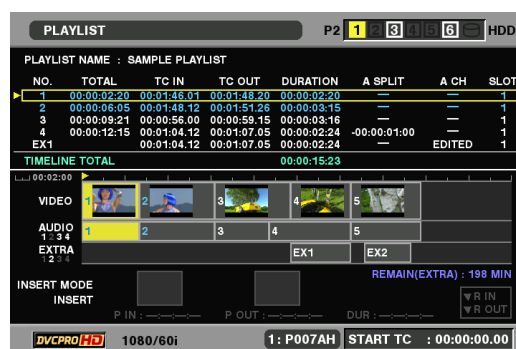 PLAYLIST P2 1 2 3 4 5 6 HDD
PLAYLIST NAME : SAMPLE PLAYLIST
NO. TOTAL TC IN TC OUT DURATION A SPLIT A CH SLOT
1 00:00:02:20 00:01:46.01 00:01:48.20 00:00:02:20 — — 1
2 00:00:06:05 00:01:48.12 00:01:51.26 00:00:03:15 — — 1
3 00:00:09:21 00:00:56.00 00:00:59.15 00:00:03:16 — — 1
4 00:00:12:15 00:01:04.12 00:01:07.05 00:00:02:24 -00:00:01:00 — 1
EX1 00:01:04.12 00:01:07.05 00:00:02:24 — EDITED 1
TIMELINE TOTAL 00:00:15:23
00:02:00
VIDEO 1 2 3 4 5
AUDIO 1 2 3 4 5
1 2 3 4
EXTRA EX1 EX2
1 2 3 4
REMAIN(EXTRA) : 198 MIN
INSERT MODE
INSERT
▼R IN
▼R OUT
P IN : —:—:—:— P OUT : —:—:—:— DUR : —:—:—:—
DVCPRO HD 1080/60i 1: P007AH START TC : 00:00:00.00